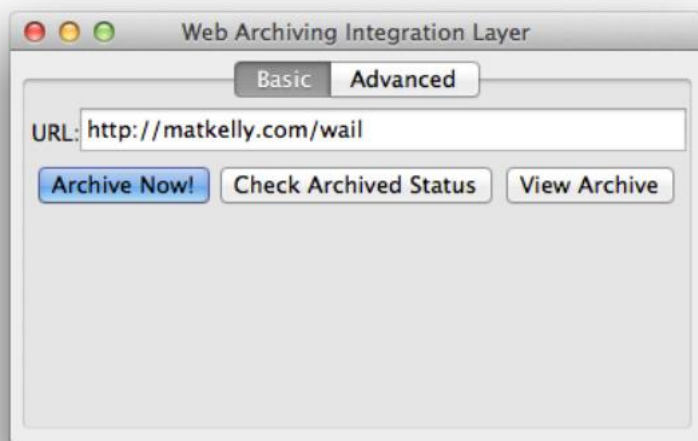 Web Archiving Integration Layer
Basic Advanced
URL: http://matkelly.com/wail
Archive Now! Check Archived Status View Archive